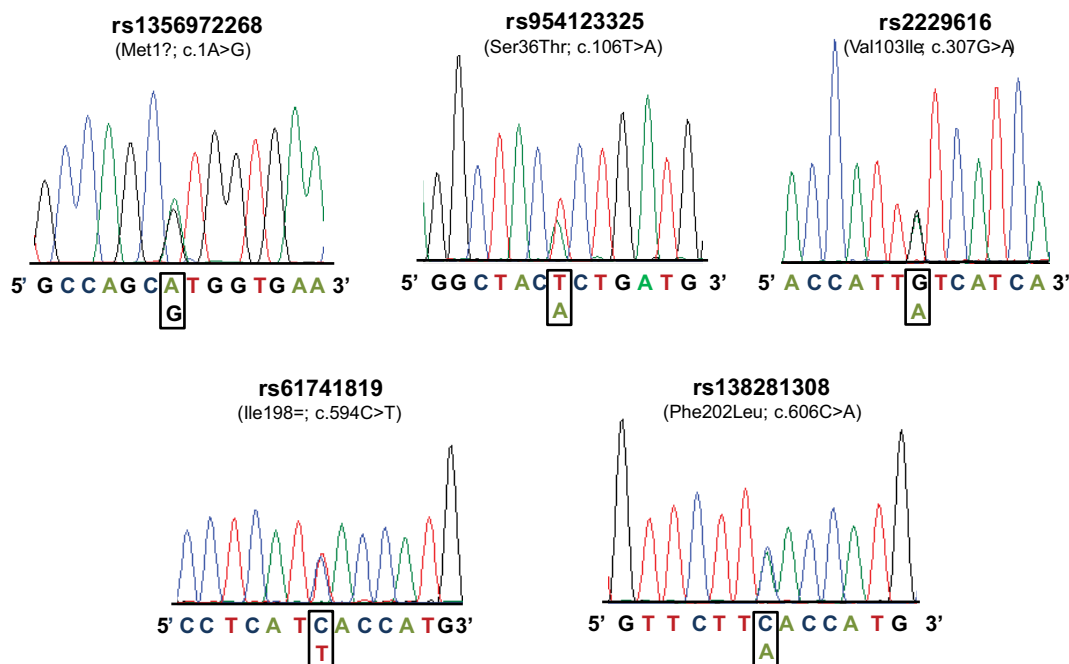 rs1356972268
(Met1?; c.1A>G)
5’ G C C A G C A T G G T G A A 3’
G
rs954123325
(Ser36Thr; c.106T>A)
5’ G G C T A C T C T G A T G 3’
A
rs2229616
(Val103Ile; c.307G>A)
5’ A C C A T T G T C A T C A 3’
A
rs61741819
(Ile198=; c.594C>T)
5’ C C T C A T C A C C A T G 3’
T
rs138281308
(Phe202Leu; c.606C>A)
5’ G T T C T T C A C C A T G 3’
A